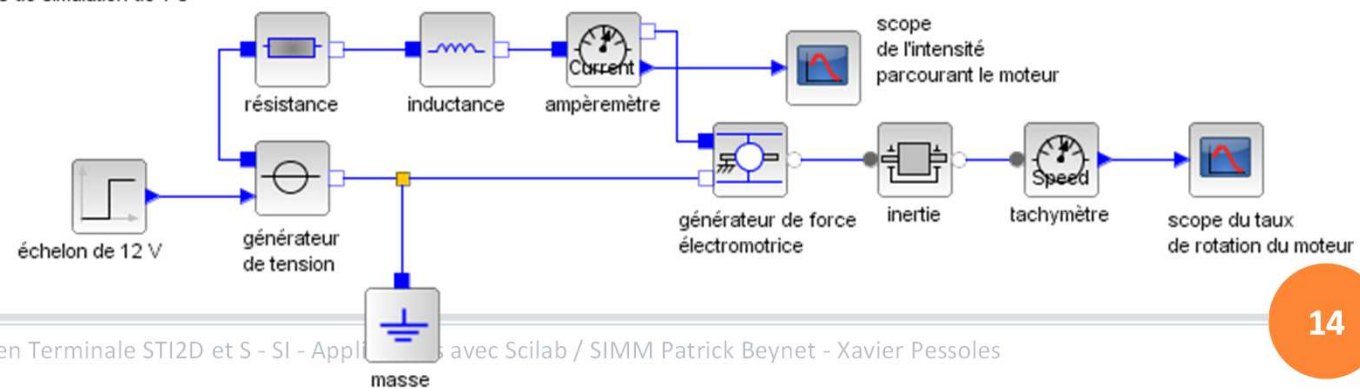 résistance
inductance
Current
ampèremètre
scope
de l'intensité
parcourant le moteur
échelon de 12 V
générateur
de tension
générateur de force
électromotrice
inertie
Speed
tachymètre
scope du taux
de rotation du moteur
14
en Terminale STI2D et S - SI - Appli avec Scilab / SIMM Patrick Beynet - Xavier Pessoles
masse